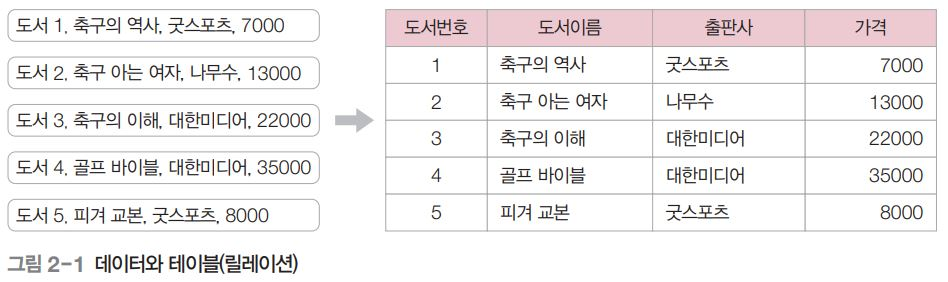 도서 1, 축구의 역사, 굿스포츠, 7000
도서 2, 축구 아는 여자, 나무수, 13000
도서 3, 축구의 이해, 대한미디어, 22000
도서 4, 골프 바이블, 대한미디어, 35000
도서 5, 피겨 교본, 굿스포츠, 8000
도서번호 도서이름 출판사 가격
1 축구의 역사 굿스포츠 7000
2 축구 아는 여자 나무수 13000
3 축구의 이해 대한미디어 22000
4 골프 바이블 대한미디어 35000
5 피겨 교본 굿스포츠 8000
그림 2-1 데이터와 테이블(릴레이션)